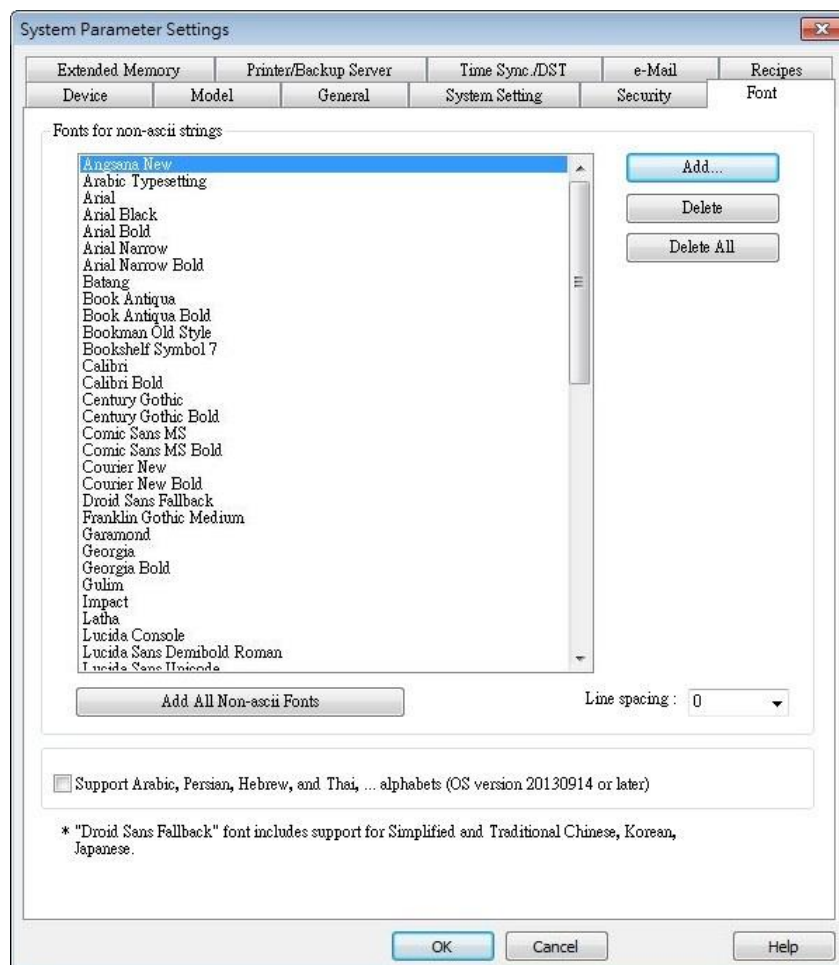 System Parameter Settings
Extended Memory
Printer/Backup Server
Time Sync./DST
e-Mail
Recipes
Device
Model
General
System Setting
Security
Font
Fonts for non-ascii strings
Angsana New
Arabic Typesetting
Arial
Arial Black
Arial Bold
Arial Narrow
Arial Narrow Bold
Batang
Book Antiqua
Book Antiqua Bold
Bookman Old Style
Bookshelf Symbol 7
Calibri
Calibri Bold
Century Gothic
Century Gothic Bold
Comic Sans MS
Comic Sans MS Bold
Courier New
Courier New Bold
Droid Sans Fallback
Franklin Gothic Medium
Garamond
Georgia
Georgia Bold
Gulim
Impact
Latha
Lucida Console
Lucida Sans Demibold Roman
Lucida Sans Unicode
Add...
Delete
Delete All
Add All Non-ascii Fonts
Line spacing : 0
Support Arabic, Persian, Hebrew, and Thai, ... alphabets (OS version 20130914 or later)
* "Droid Sans Fallback" font includes support for Simplified and Traditional Chinese, Korean,
Japanese.
OK
Cancel
Help